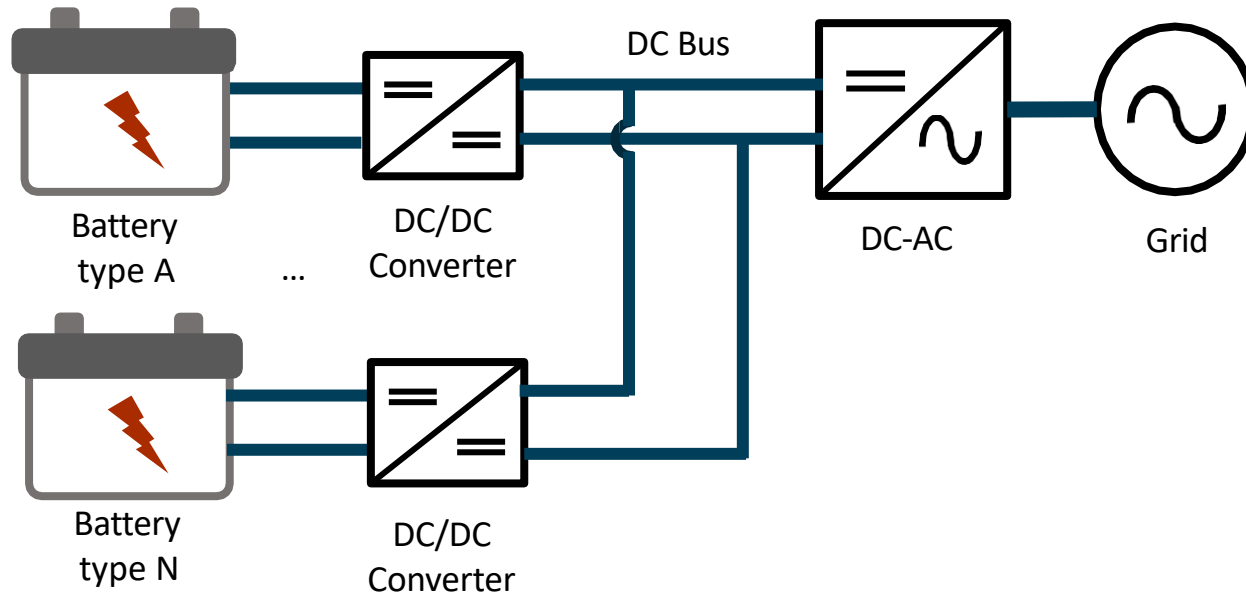 DC Bus
Battery
type A
...
DC/DC
Converter
DC-AC
Grid
Battery
type N
DC/DC
Converter